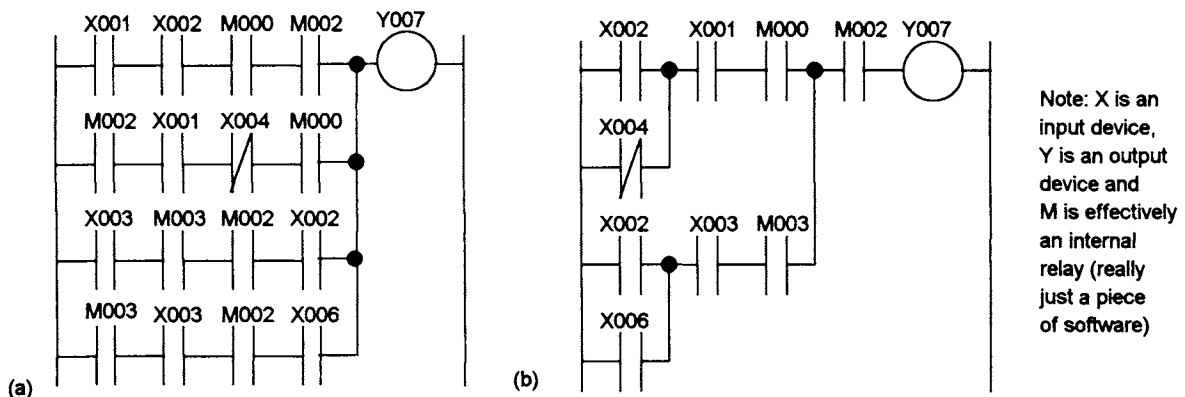 X001 X002 M000 M002 Y007
M002 X001 X004 M000
X003 M003 M002 X002
M003 X003 M002 X006
(a)
X002 X001 M000 M002 Y007
X004
X002 X003 M003
X006
(b)
Note: X is an
input device,
Y is an output
device and
M is effectively
an internal
relay (really
just a piece
of software)